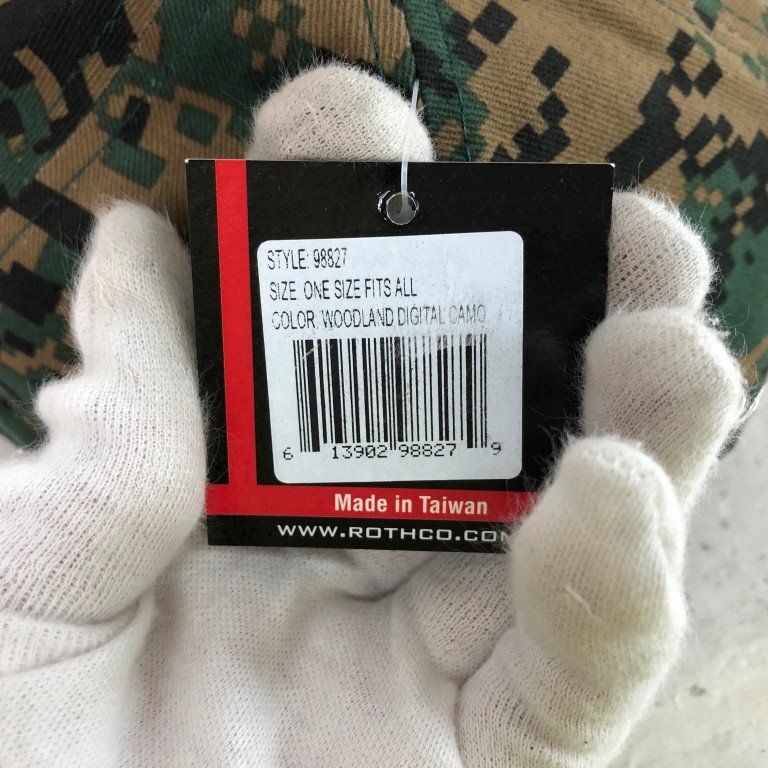 STYLE: 98827
SIZE: ONE SIZE FITS ALL
COLOR: WOODLAND DIGITAL CAMO
6 13902 98827 9
Made in Taiwan
WWW.ROTHCO.COM